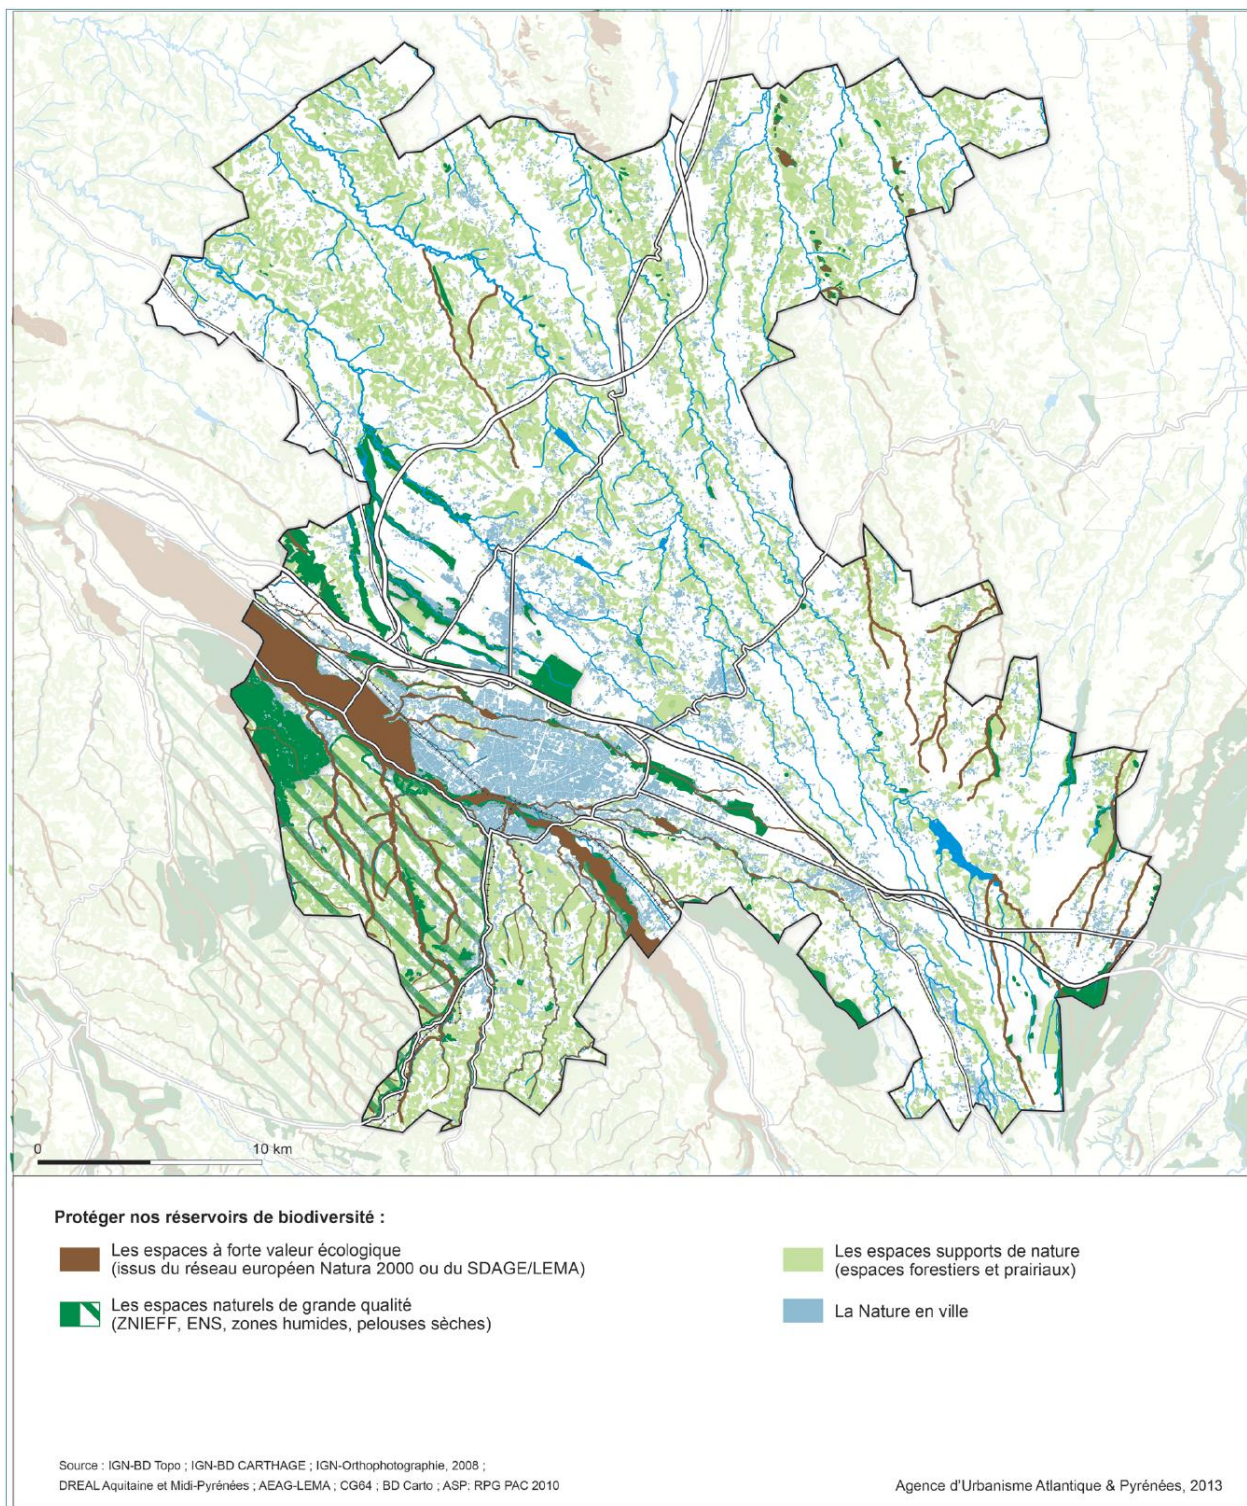 0
10 km
Protéger nos réservoirs de biodiversité :
Les espaces à forte valeur écologique
(issus du réseau européen Natura 2000 ou du SDAGE/LEMA)
Les espaces naturels de grande qualité
(ZNIEFF, ENS, zones humides, pelouses sèches)
Les espaces supports de nature
(espaces forestiers et prairiaux)
La Nature en ville
Source : IGN-BD Topo ; IGN-BD CARTHAGE ; IGN-Orthophotographie, 2008 ;
DREAL Aquitaine et Midi-Pyrénées ; AEAG-LEMA ; CG64 ; BD Carto ; ASP: RPG PAC 2010
Agence d'Urbanisme Atlantique & Pyrénées, 2013